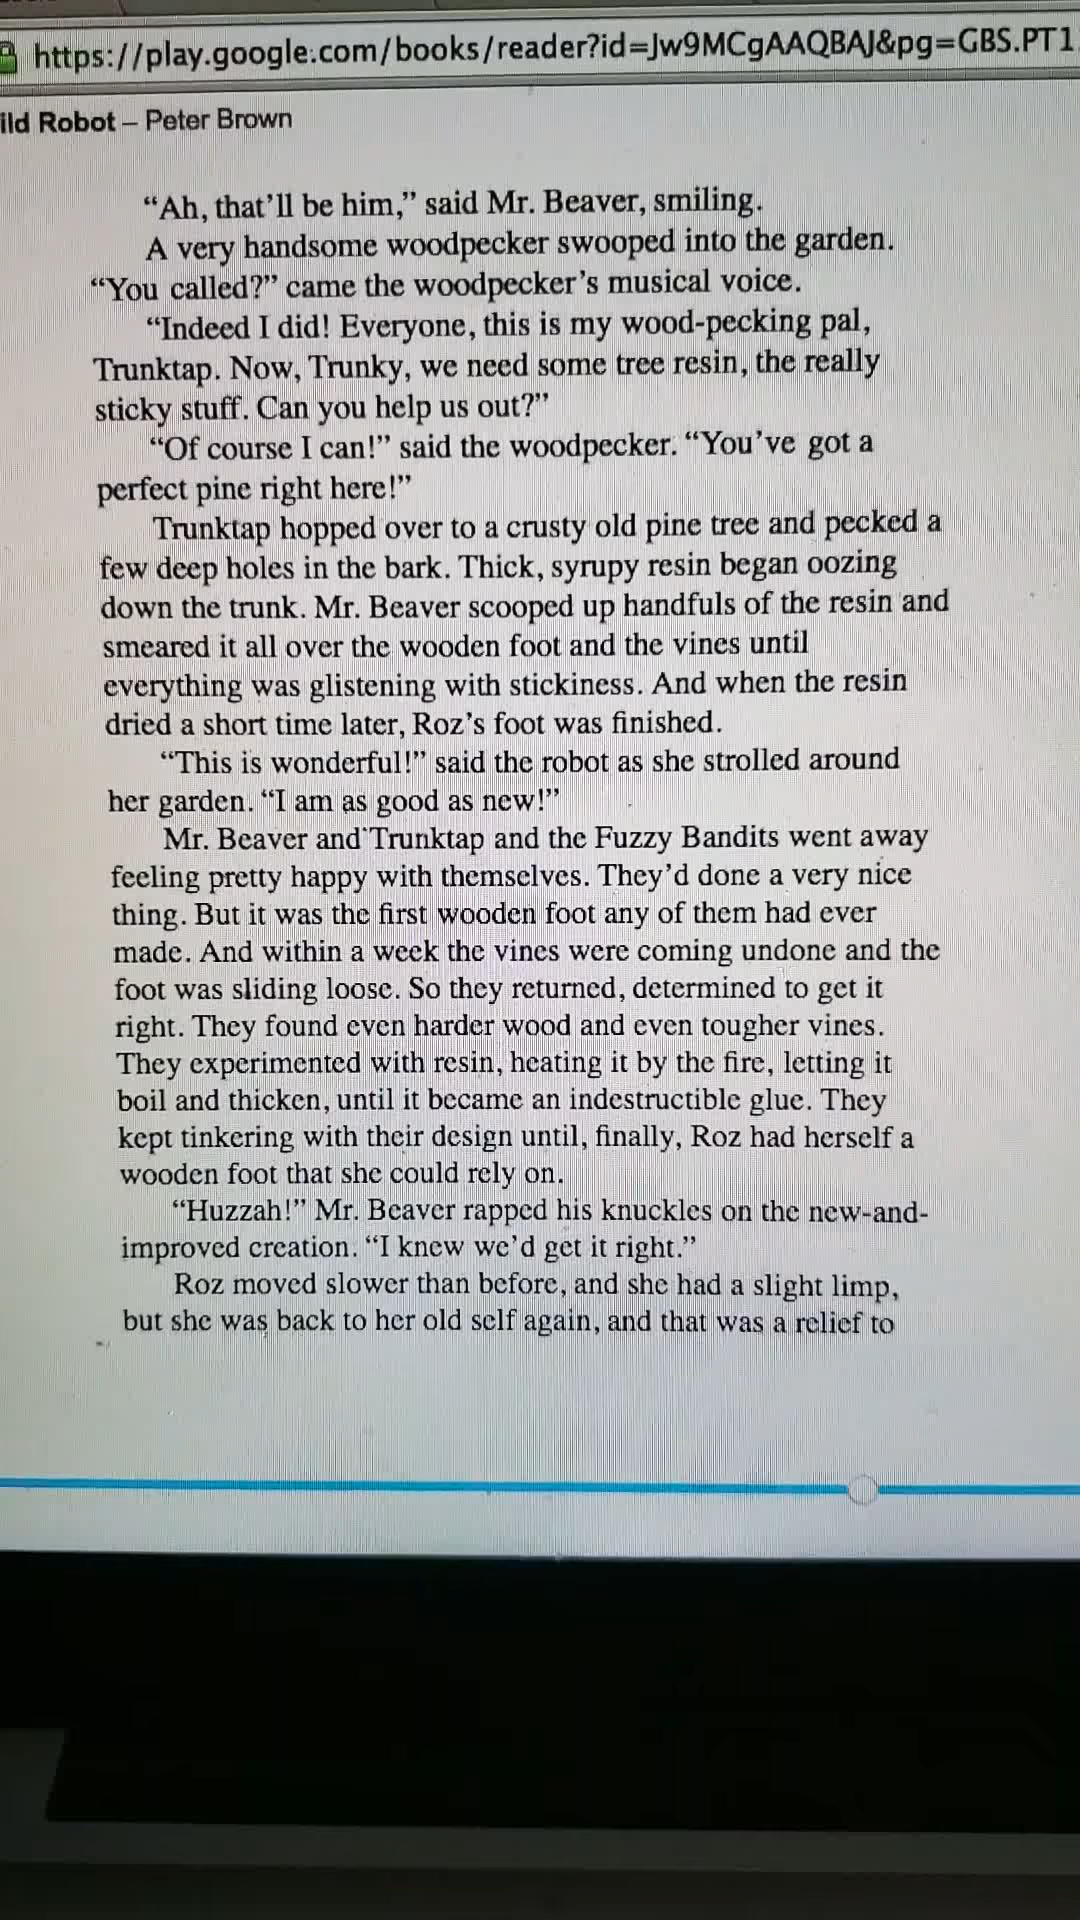 https://play.google.com/books/reader?id=Jw9MCgAAQBAJ&pg=GBS.PT1
ild Robot – Peter Brown
“Ah, that’ll be him,” said Mr. Beaver, smiling.
A very handsome woodpecker swooped into the garden.
“You called?” came the woodpecker’s musical voice.
“Indeed I did! Everyone, this is my wood-pecking pal,
Trunktap. Now, Trunky, we need some tree resin, the really
sticky stuff. Can you help us out?”
“Of course I can!” said the woodpecker. “You’ve got a
perfect pine right here!”
Trunktap hopped over to a crusty old pine tree and pecked a
few deep holes in the bark. Thick, syrupy resin began oozing
down the trunk. Mr. Beaver scooped up handfuls of the resin and
smeared it all over the wooden foot and the vines until
everything was glistening with stickiness. And when the resin
dried a short time later, Roz’s foot was finished.
“This is wonderful!” said the robot as she strolled around
her garden. “I am as good as new!”
Mr. Beaver and Trunktap and the Fuzzy Bandits went away
feeling pretty happy with themselves. They’d done a very nice
thing. But it was the first wooden foot any of them had ever
made. And within a week the vines were coming undone and the
foot was sliding loose. So they returned, determined to get it
right. They found even harder wood and even tougher vines.
They experimented with resin, heating it by the fire, letting it
boil and thicken, until it became an indestructible glue. They
kept tinkering with their design until, finally, Roz had herself a
wooden foot that she could rely on.
“Huzzah!” Mr. Beaver rapped his knuckles on the new-and-
improved creation. “I knew we’d get it right.”
Roz moved slower than before, and she had a slight limp,
but she was back to her old self again, and that was a relief to